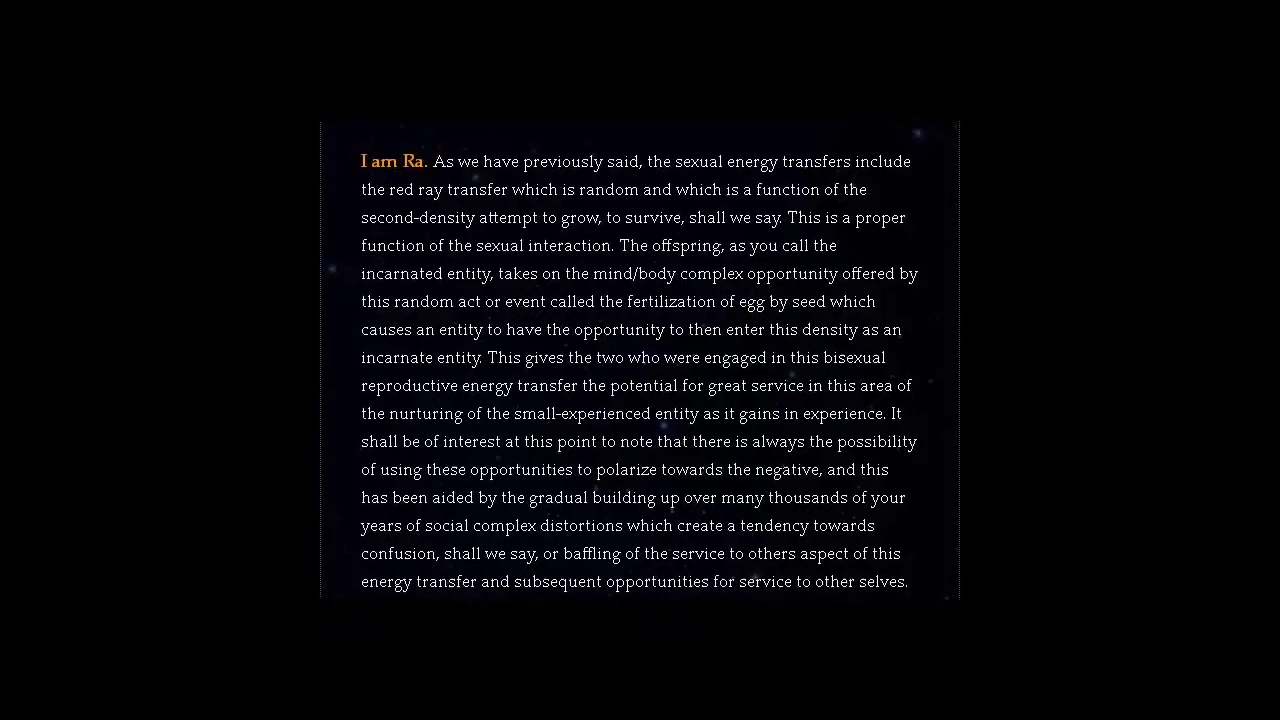 I am Ra. As we have previously said, the sexual energy transfers include
the red ray transfer which is random and which is a function of the
second-density attempt to grow, to survive, shall we say. This is a proper
function of the sexual interaction. The offspring, as you call the
incarnated entity, takes on the mind/body complex opportunity offered by
this random act or event called the fertilization of egg by seed which
causes an entity to have the opportunity to then enter this density as an
incarnate entity. This gives the two who were engaged in this bisexual
reproductive energy transfer the potential for great service in this area of
the nurturing of the small-experienced entity as it gains in experience. It
shall be of interest at this point to note that there is always the possibility
of using these opportunities to polarize towards the negative, and this
has been aided by the gradual building up over many thousands of your
years of social complex distortions which create a tendency towards
confusion, shall we say, or baffling of the service to others aspect of this
energy transfer and subsequent opportunities for service to other selves.